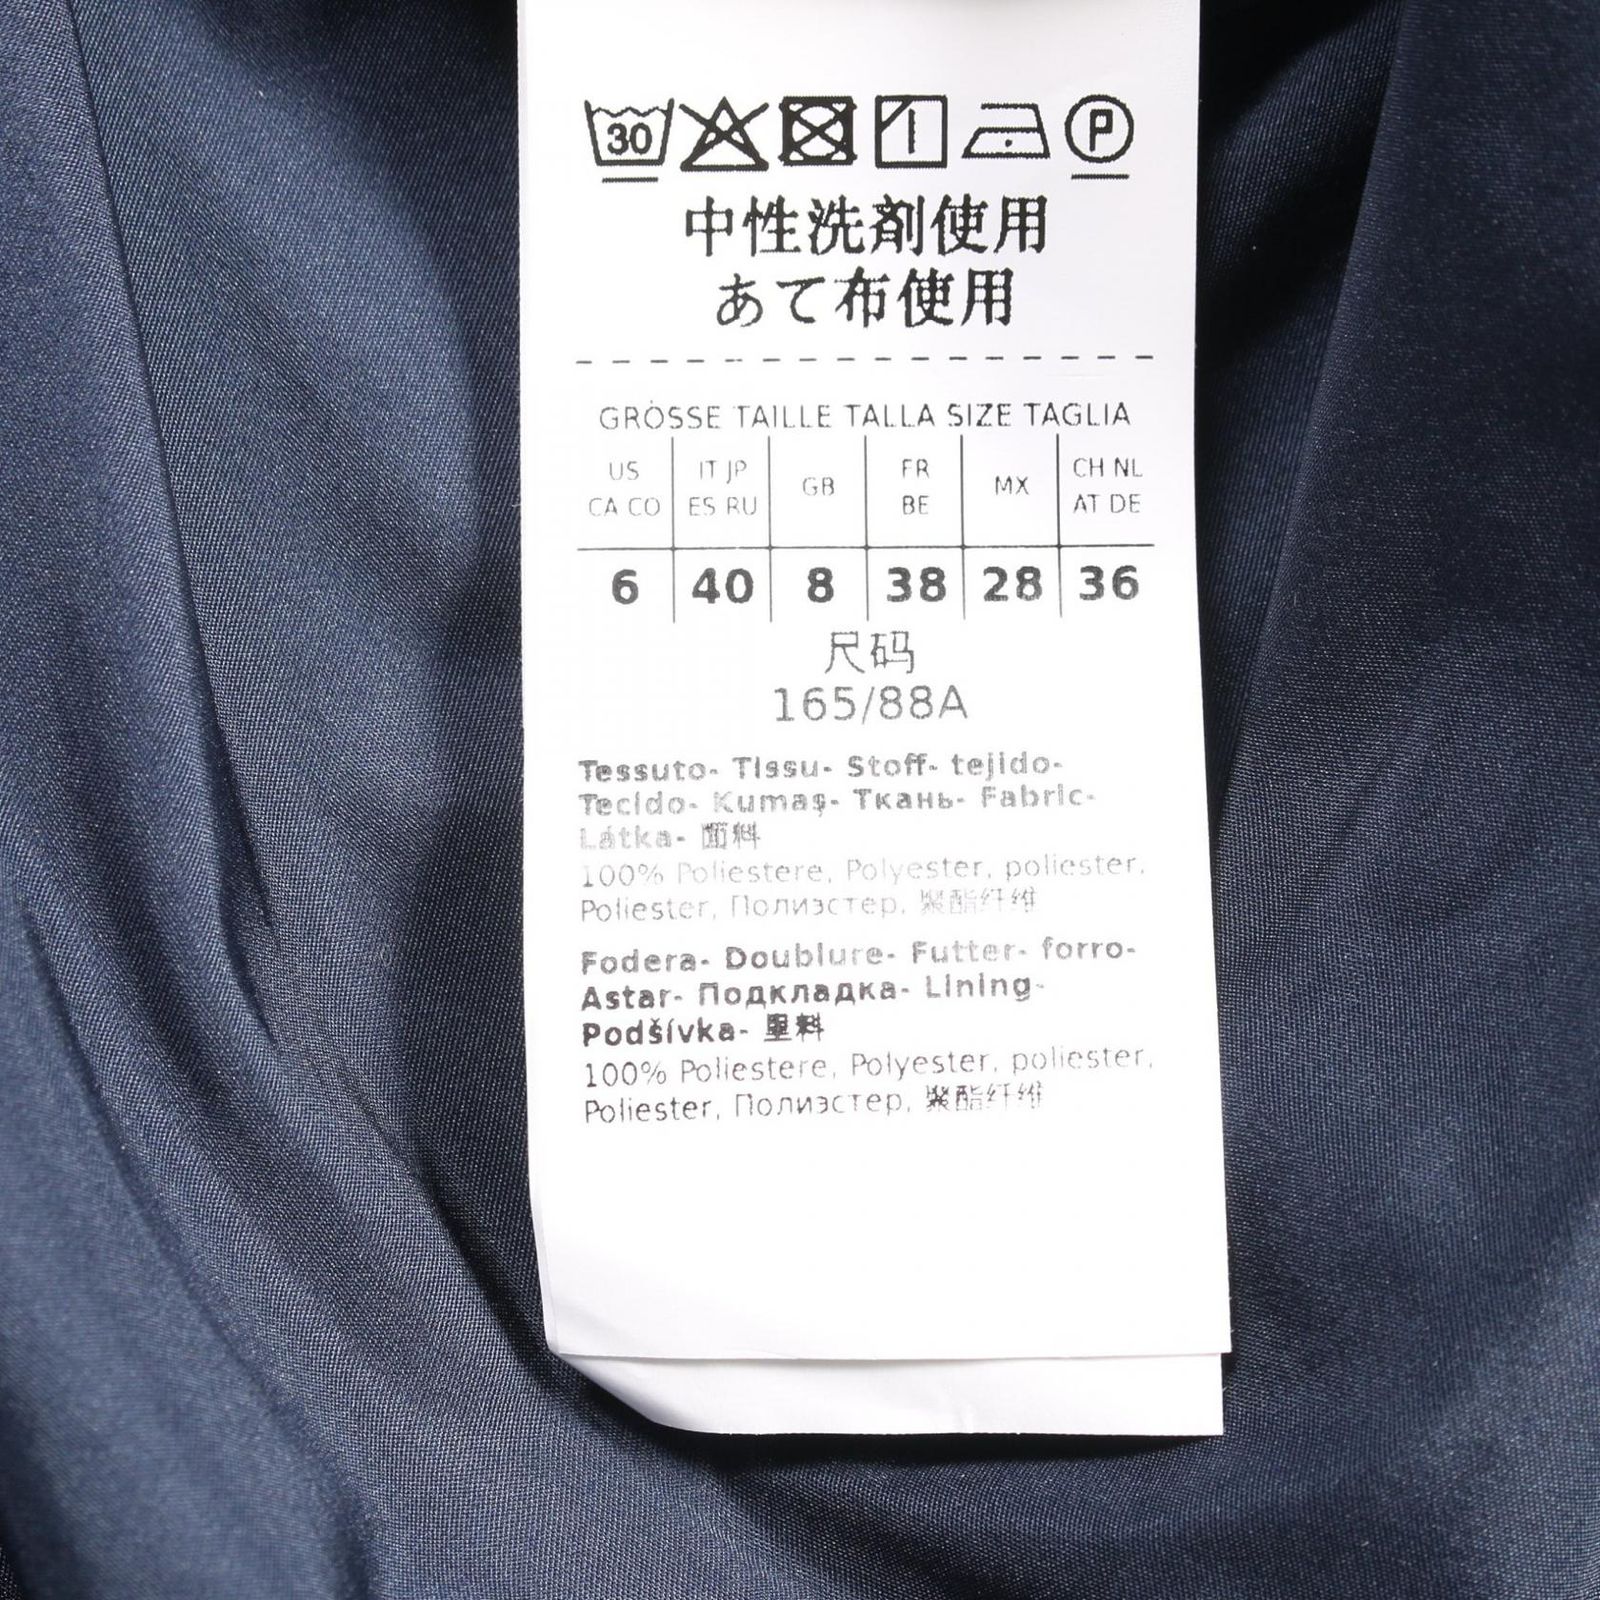 30 P
中性洗剤使用
あて布使用
GRÖSSE TAILLE TALLA SIZE TAGLIA
US CA CO IT JP ES RU GB FR BE MX CH NL AT DE
6 40 8 38 28 36
尺码
165/88A
Tessuto- Tissu- Stoff- tejido-
Tecido- Kumaş- Ткань- Fabric-
Látka- 面料
100% Poliestere, Polyester, poliester,
Poliester, Полиэстер, 聚酯纤维
Fodera- Doublure- Futter- forro-
Astar- Подкладка- Lining-
Podšívka- 里料
100% Poliestere, Polyester, poliester,
Poliester, Полиэстер, 聚酯纤维